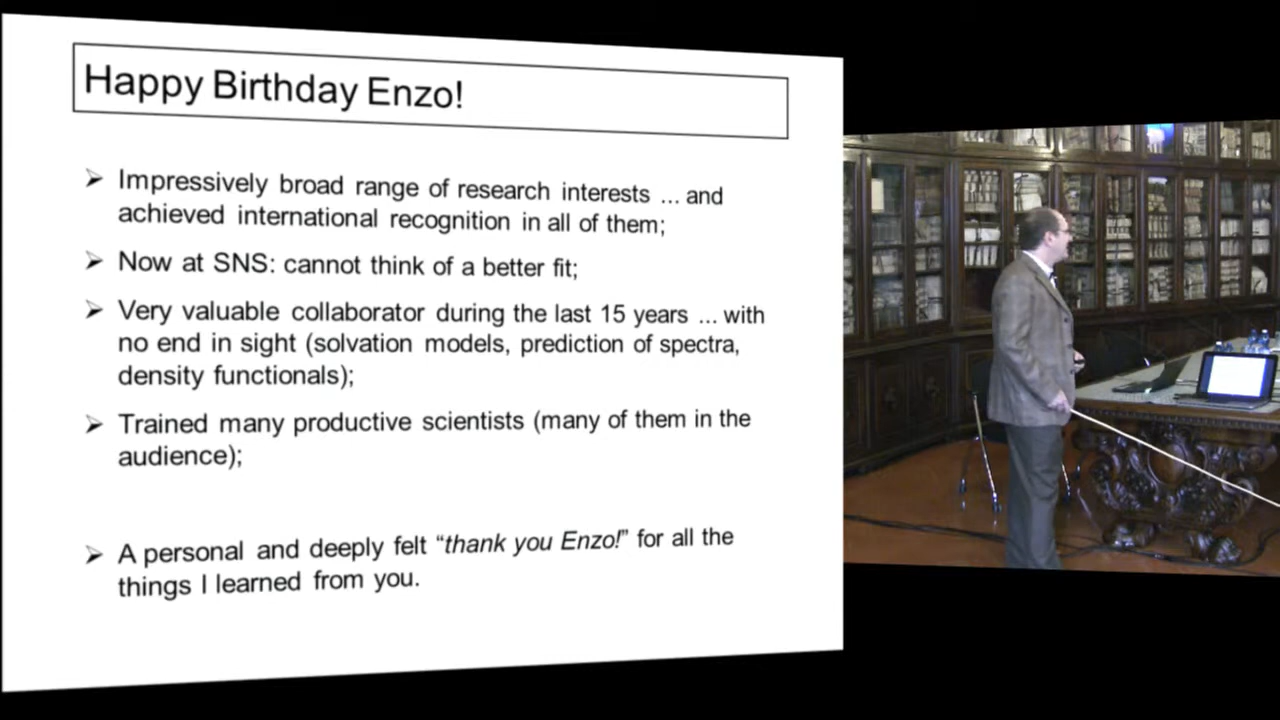 Happy Birthday Enzo!
➢ Impressively broad range of research interests ... and
achieved international recognition in all of them;
➢ Now at SNS: cannot think of a better fit;
➢ Very valuable collaborator during the last 15 years ... with
no end in sight (solvation models, prediction of spectra,
density functionals);
➢ Trained many productive scientists (many of them in the
audience);
➢ A personal and deeply felt “thank you Enzo!” for all the
things I learned from you.